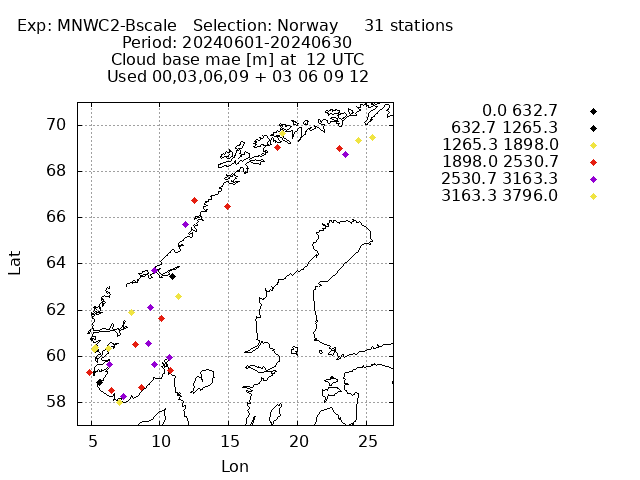 Exp: MNWC2-Bscale   Selection: Norway      31 stations
Period: 20240601-20240630
Cloud base mae [m] at  12 UTC
Used 00,03,06,09 + 03 06 09 12
0.0 632.7
632.7 1265.3
1265.3 1898.0
1898.0 2530.7
2530.7 3163.3
3163.3 3796.0
70
68
66
64
62
60
58
Lat
5 10 15 20 25
Lon